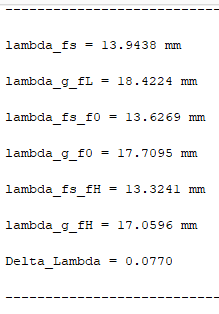 ------------------------------
lambda_fs = 13.9438 mm
lambda_g_fL = 18.4224 mm
lambda_fs_f0 = 13.6269 mm
lambda_g_f0 = 17.7095 mm
lambda_fs_fH = 13.3241 mm
lambda_g_fH = 17.0596 mm
Delta_Lambda = 0.0770
------------------------------